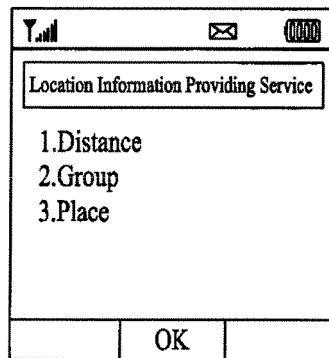 Location Information Providing Service
1.Distance
2.Group
3.Place
OK